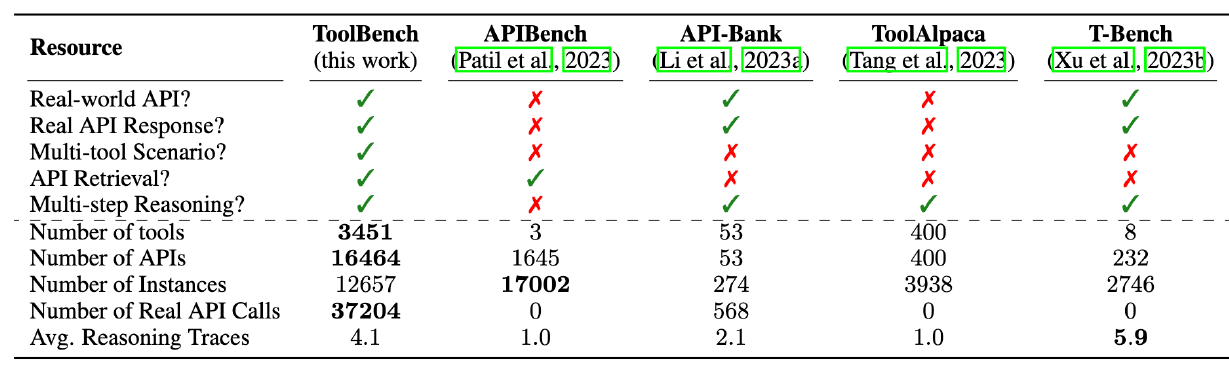 Resource ToolBench APIBench API-Bank ToolAlpaca T-Bench
(this work) (Patil et al., 2023) (Li et al., 2023a) (Tang et al., 2023) (Xu et al., 2023b)
Real-world API? ✓ ✗ ✓ ✗ ✓
Real API Response? ✓ ✗ ✓ ✗ ✓
Multi-tool Scenario? ✓ ✗ ✗ ✗ ✗
API Retrieval? ✓ ✓ ✗ ✗ ✗
Multi-step Reasoning? ✓ ✗ ✓ ✓ ✓
Number of tools 3451 3 53 400 8
Number of APIs 16464 1645 53 400 232
Number of Instances 12657 17002 274 3938 2746
Number of Real API Calls 37204 0 568 0 0
Avg. Reasoning Traces 4.1 1.0 2.1 1.0 5.9